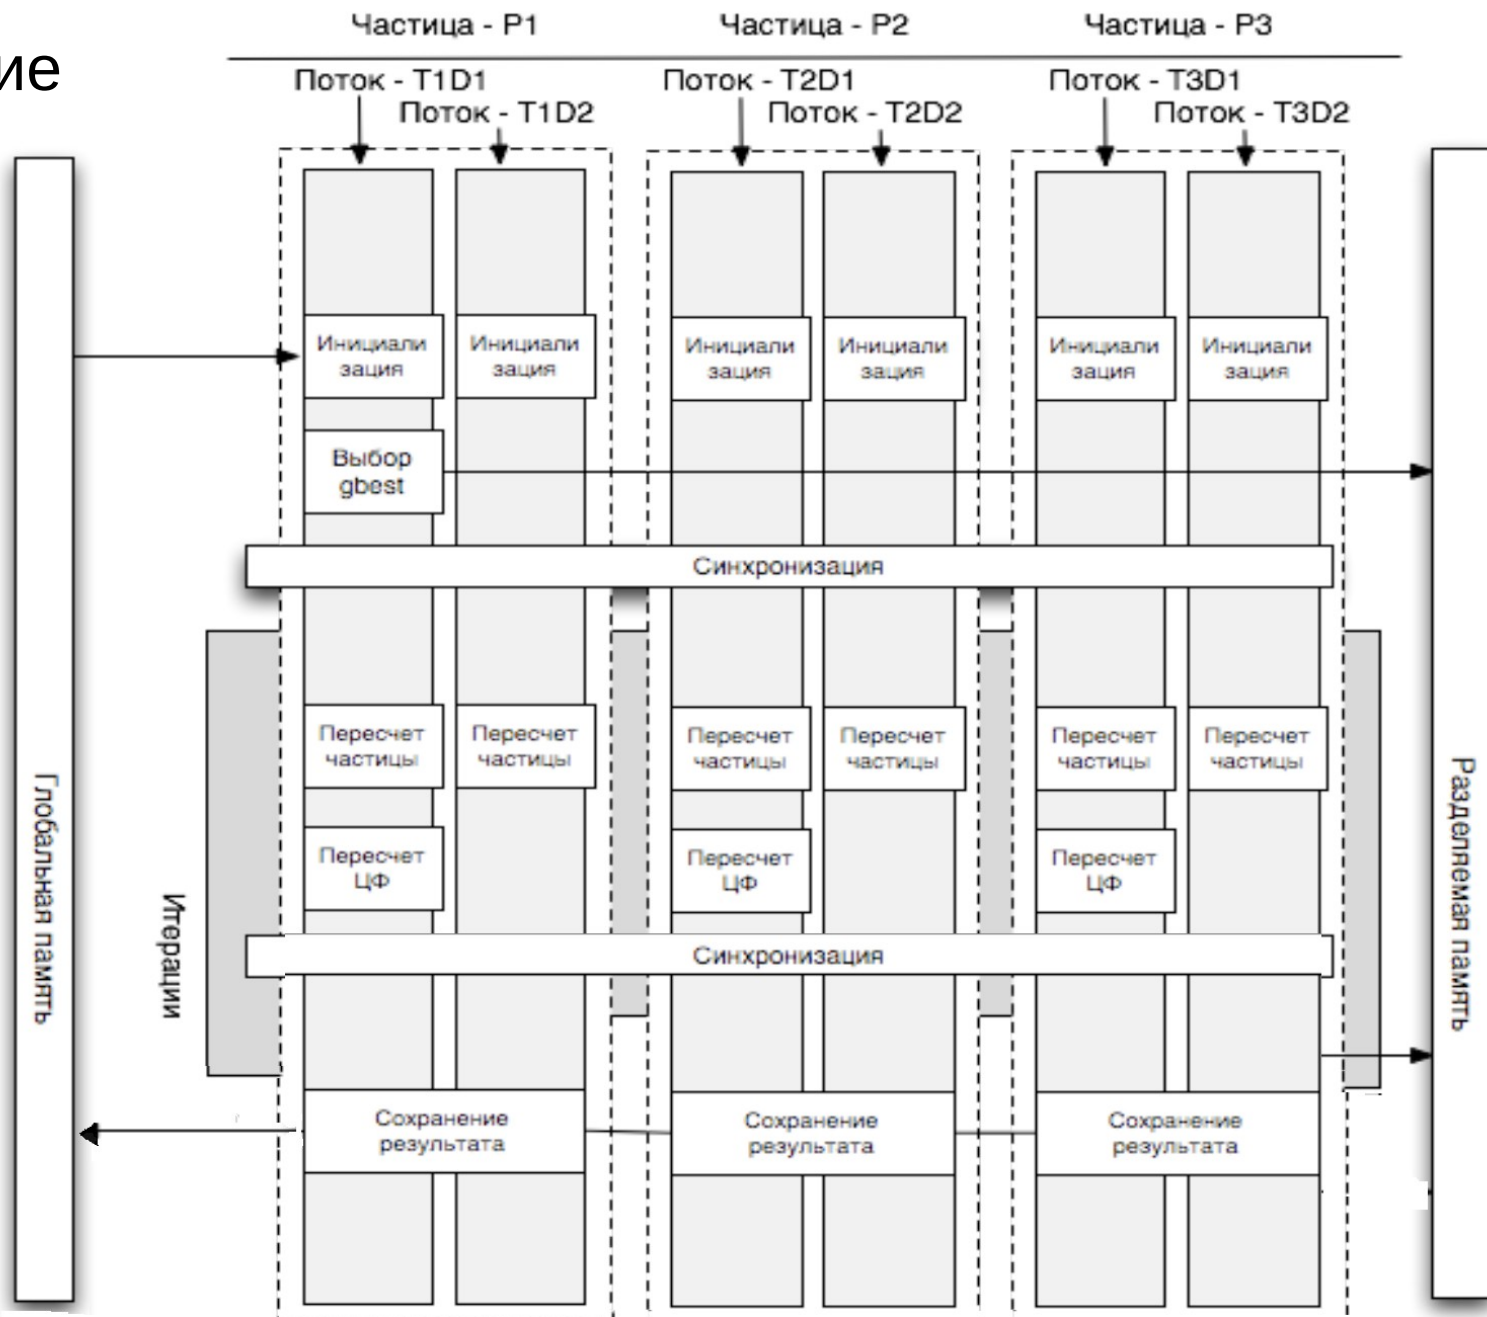 ие
Частица - P1
Частица - P2
Частица - P3
Поток - T1D1
Поток - T1D2
Поток - T2D1
Поток - T2D2
Поток - T3D1
Поток - T3D2
Инициали
зация
Инициали
зация
Инициали
зация
Инициали
зация
Инициали
зация
Инициали
зация
Выбор
gbest
Синхронизация
Пересчет
частицы
Пересчет
частицы
Пересчет
частицы
Пересчет
частицы
Пересчет
частицы
Пересчет
частицы
Пересчет
ЦФ
Пересчет
ЦФ
Пересчет
ЦФ
Синхронизация
Сохранение
результата
Сохранение
результата
Сохранение
результата
Глобальная память
Итерации
Разделяемая память